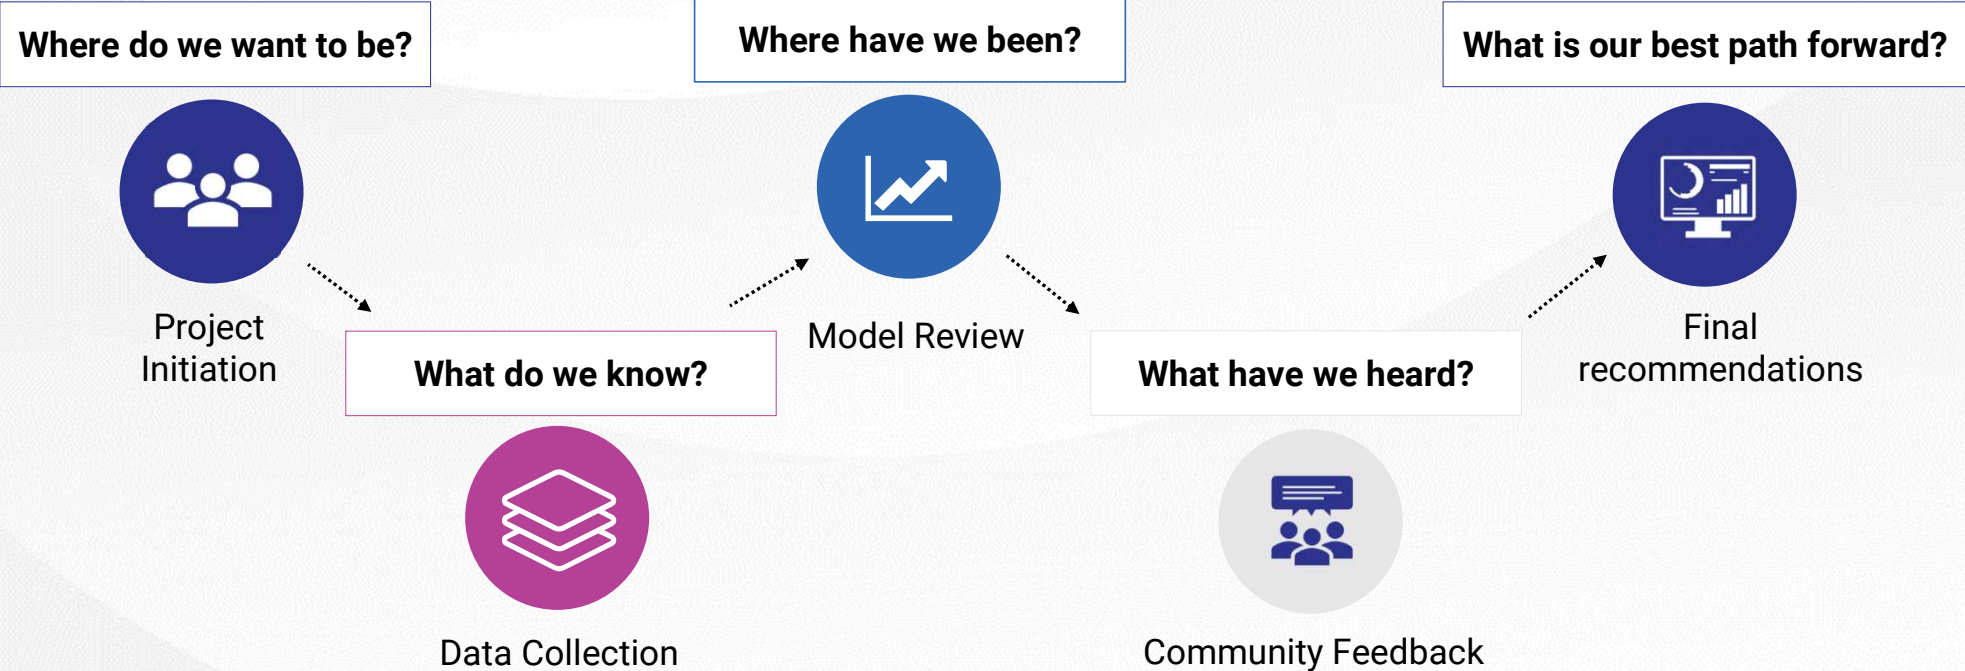 Where do we want to be?
Project
Initiation
What do we know?
Data Collection
Where have we been?
Model Review
What have we heard?
Community Feedback
What is our best path forward?
Final
recommendations